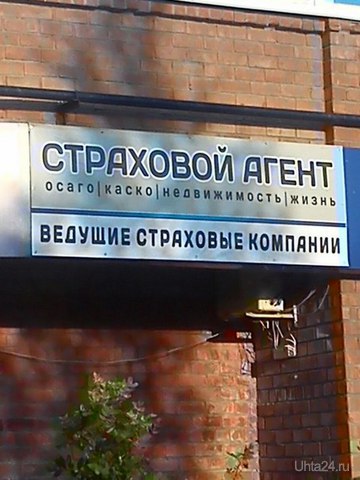 СТРАХОВОЙ АГЕНТ
осаго|каско|недвижимость|жизнь
ВЕДУЩИЕ СТРАХОВЫЕ КОМПАНИИ
Uhta24.ru